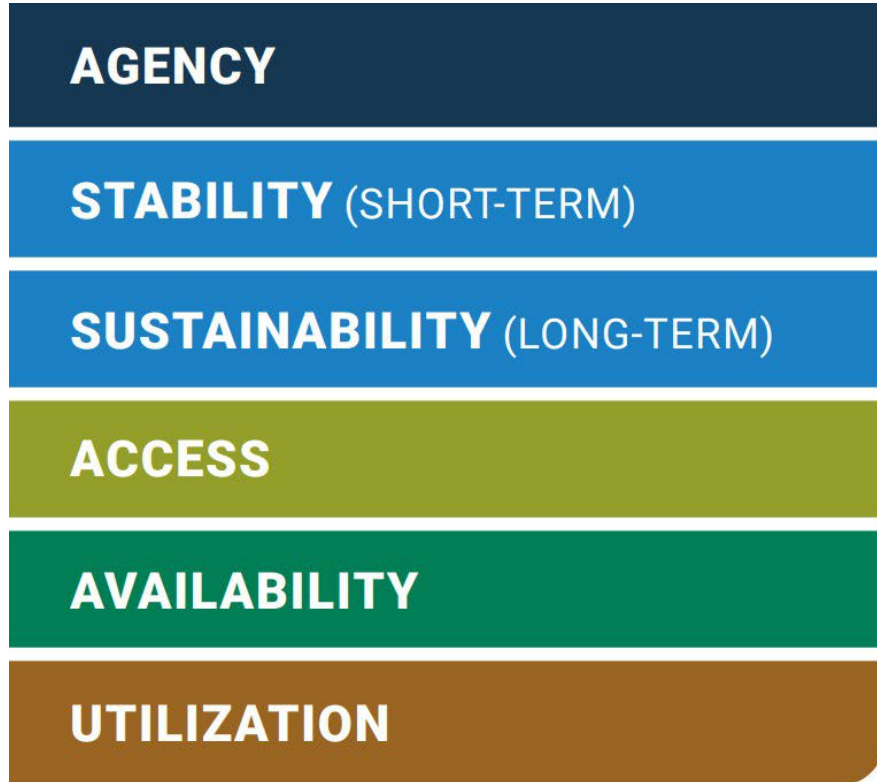 AGENCY
STABILITY (SHORT-TERM)
SUSTAINABILITY (LONG-TERM)
ACCESS
AVAILABILITY
UTILIZATION